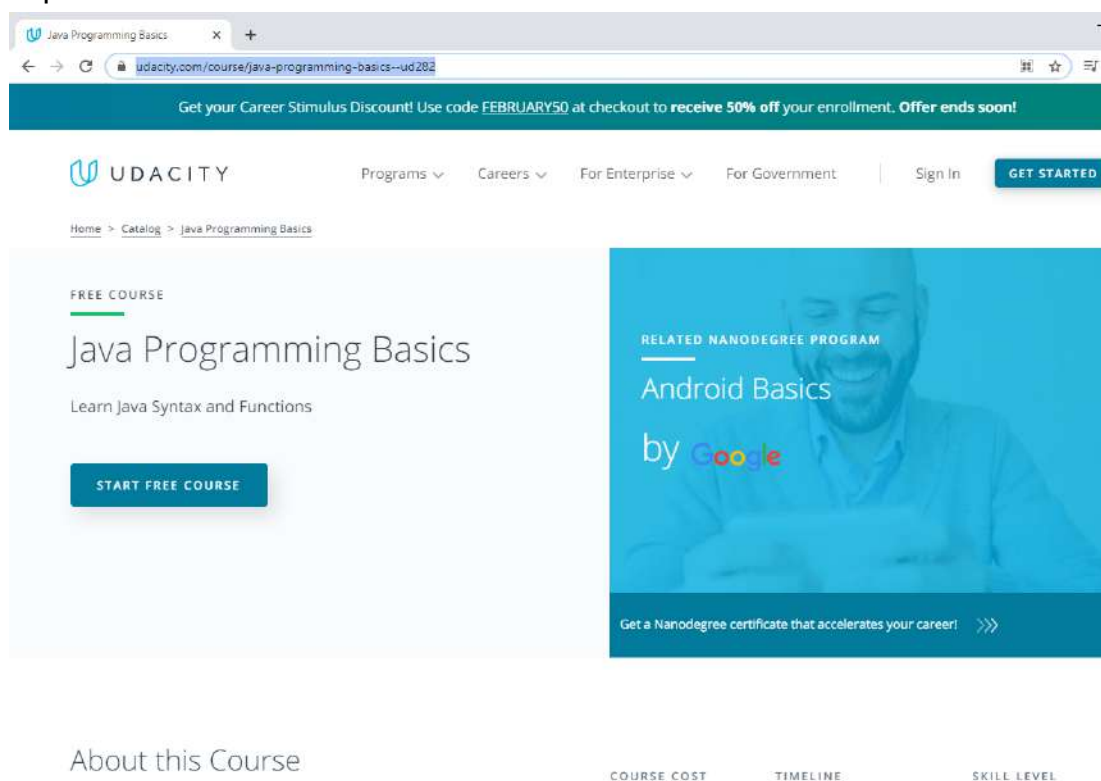 Java Programming Basics
udacity.com/course/java-programming-basics--ud282
Get your Career Stimulus Discount! Use code FEBRUARY50 at checkout to receive 50% off your enrollment. Offer ends soon!
UDACITY Programs Careers For Enterprise For Government Sign In GET STARTED
Home > Catalog > Java Programming Basics
FREE COURSE
Java Programming Basics
Learn Java Syntax and Functions
START FREE COURSE
RELATED NANODEGREE PROGRAM
Android Basics
by Google
Get a Nanodegree certificate that accelerates your career!
About this Course
COURSE COST TIMELINE SKILL LEVEL